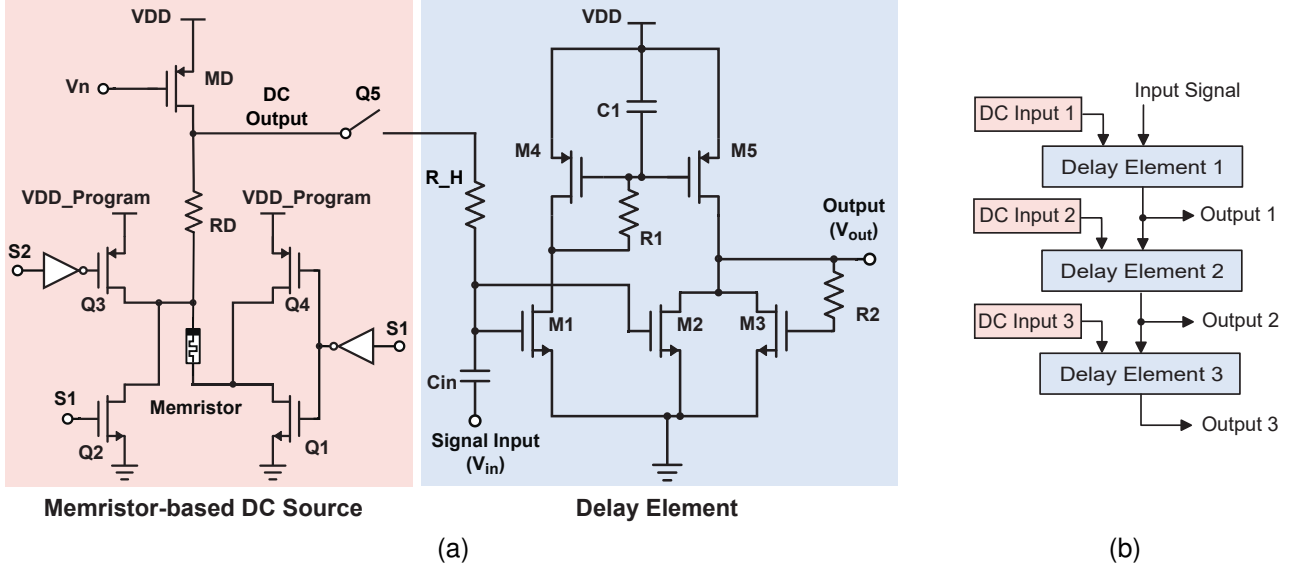 VDD
Vn
MD
DC
Output
Q5
VDD_Program
VDD_Program
RD
S2
Q3
Q4
S1
S1
Memristor
Q2
Q1
Memristor-based DC Source
VDD
C1
M4
M5
R_H
R1
Output
(Vout)
M1
M2
M3
R2
Cin
Signal Input
(Vin)
Delay Element
(a)
Input Signal
DC Input 1
Delay Element 1
Output 1
DC Input 2
Delay Element 2
Output 2
DC Input 3
Delay Element 3
Output 3
(b)